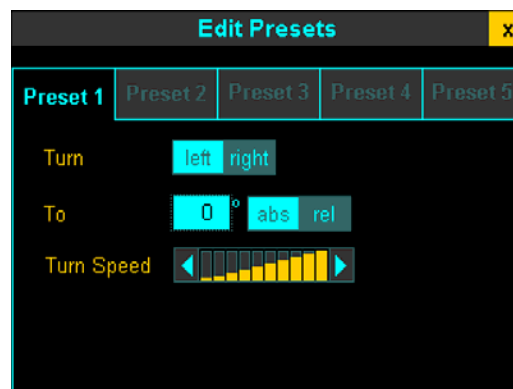 Edit Presets x
Preset 1 Preset 2 Preset 3 Preset 4 Preset 5
Turn left right
To 0 ° abs rel
Turn Speed